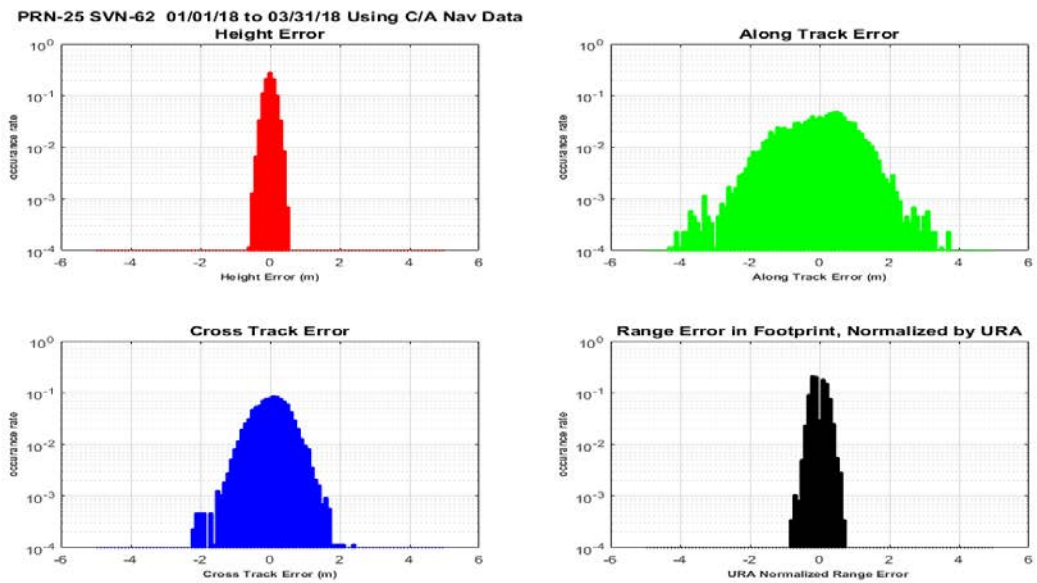 PRN-25 SVN-62 01/01/18 to 03/31/18 Using C/A Nav Data
Height Error
10^0
10^-1
10^-2
10^-3
10^-4
occurance rate
-6 -4 -2 0 2 4 6
Height Error (m)
Along Track Error
10^0
10^-1
10^-2
10^-3
10^-4
occurance rate
-6 -4 -2 0 2 4 6
Along Track Error (m)
Cross Track Error
10^0
10^-1
10^-2
10^-3
10^-4
occurance rate
-6 -4 -2 0 2 4 6
Cross Track Error (m)
Range Error in Footprint, Normalized by URA
10^0
10^-1
10^-2
10^-3
10^-4
occurance rate
-6 -4 -2 0 2 4 6
URA Normalized Range Error